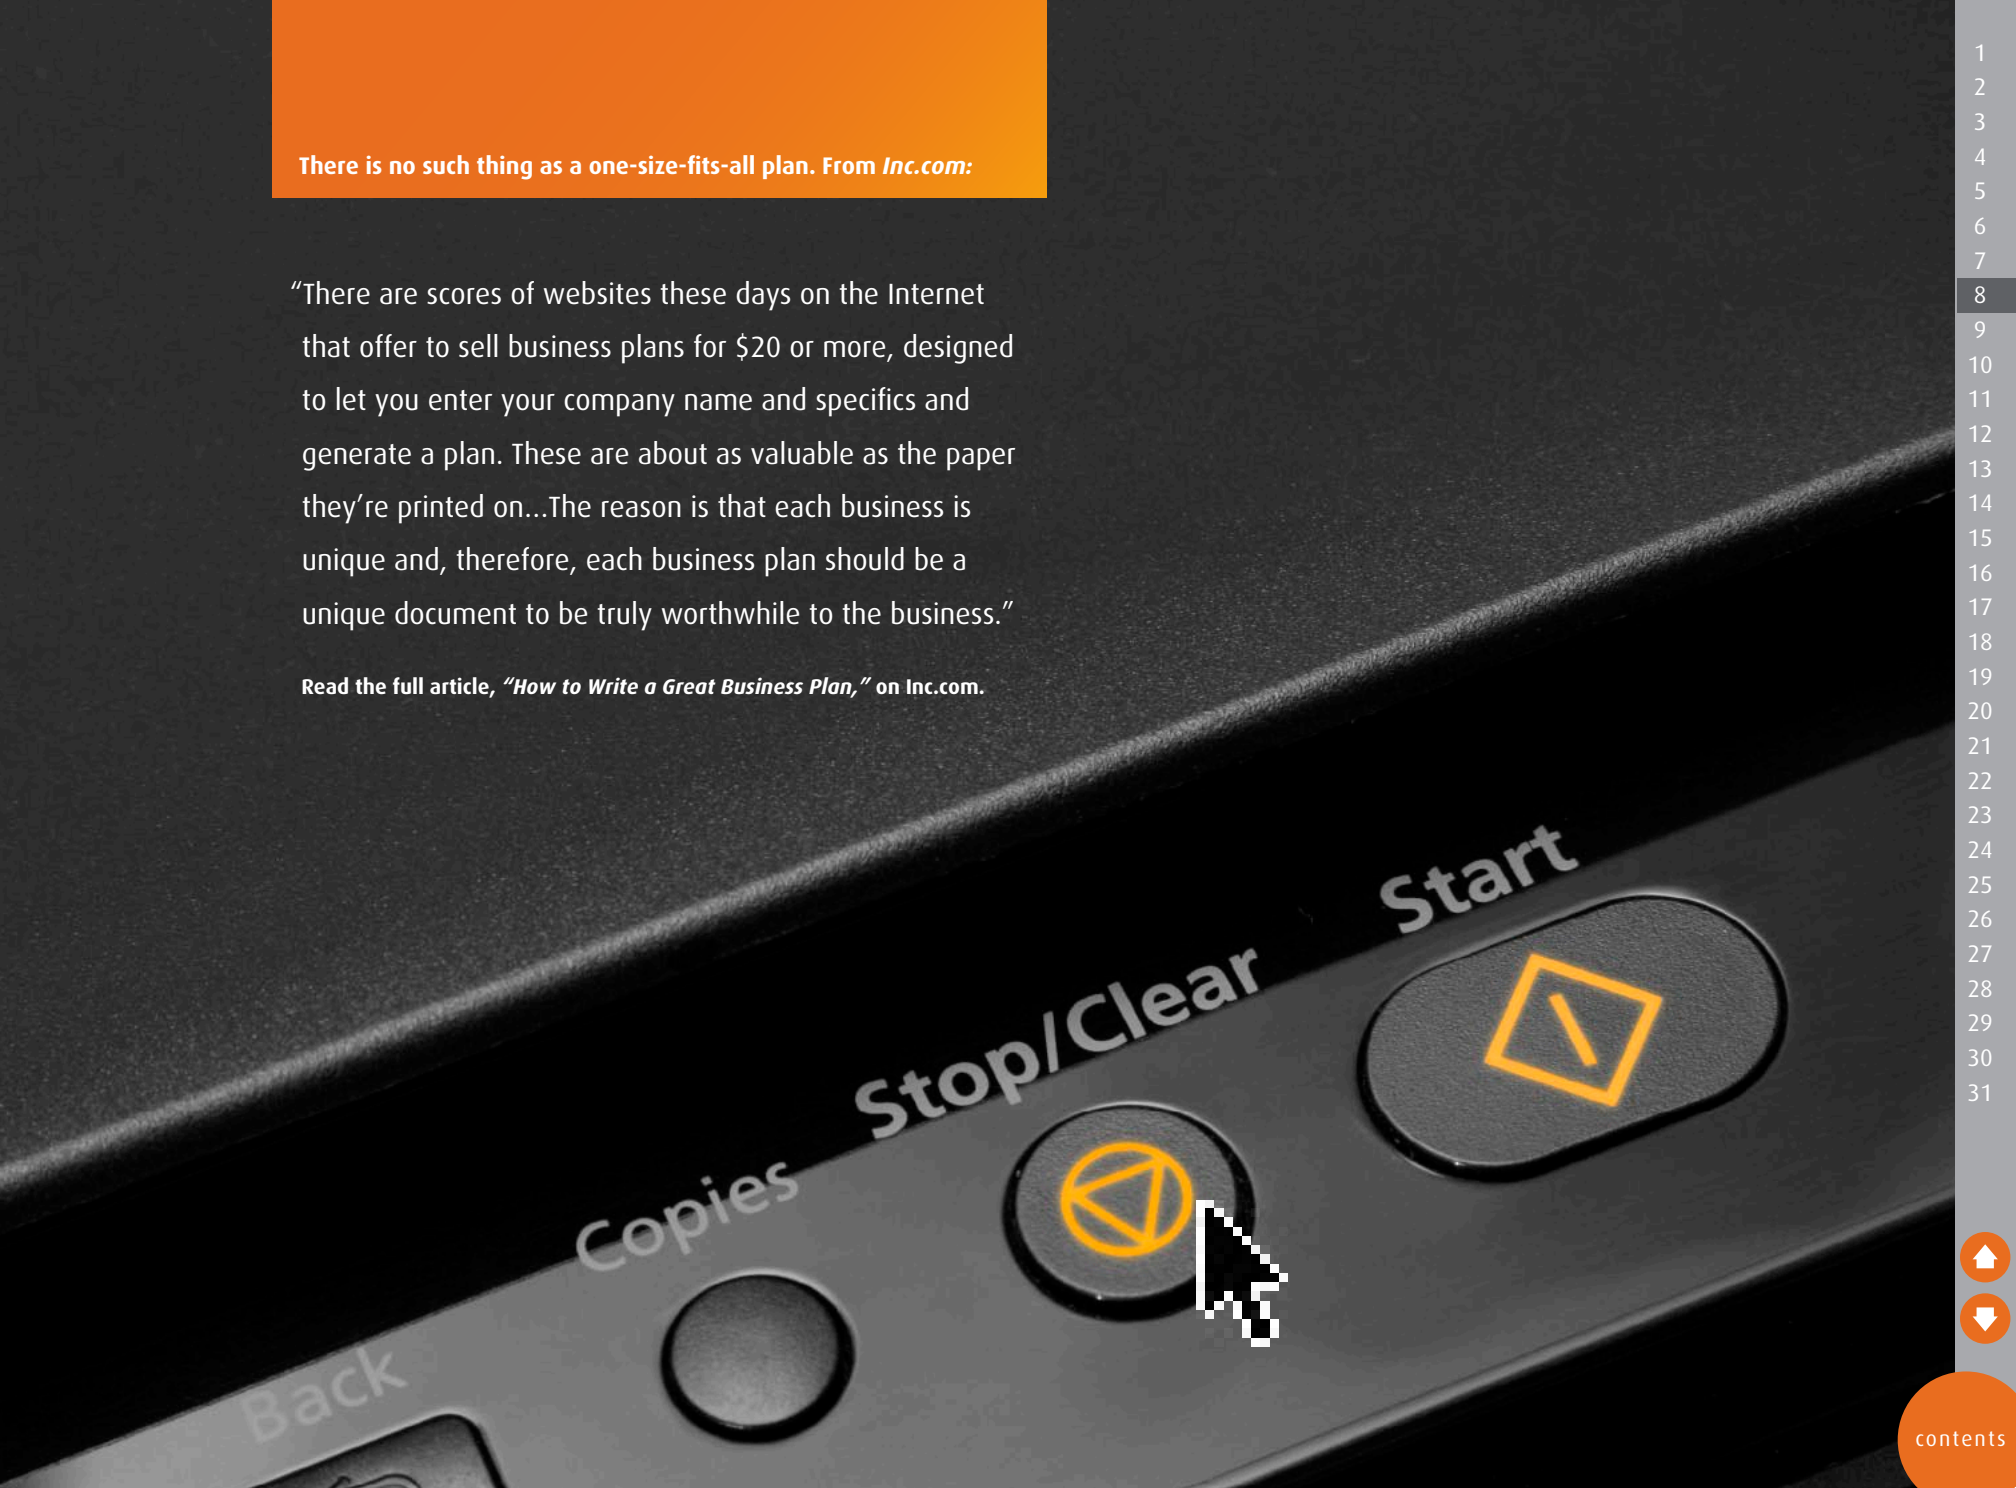 There is no such thing as a one-size-fits-all plan. From Inc.com:
“There are scores of websites these days on the Internet
that offer to sell business plans for $20 or more, designed
to let you enter your company name and specifics and
generate a plan. These are about as valuable as the paper
they’re printed on...The reason is that each business is
unique and, therefore, each business plan should be a
unique document to be truly worthwhile to the business.”
Read the full article, “How to Write a Great Business Plan,” on Inc.com.
Start
Stop/Clear
Copies
Back
1
2
3
4
5
6
7
8
9
10
11
12
13
14
15
16
17
18
19
20
21
22
23
24
25
26
27
28
29
30
31
contents